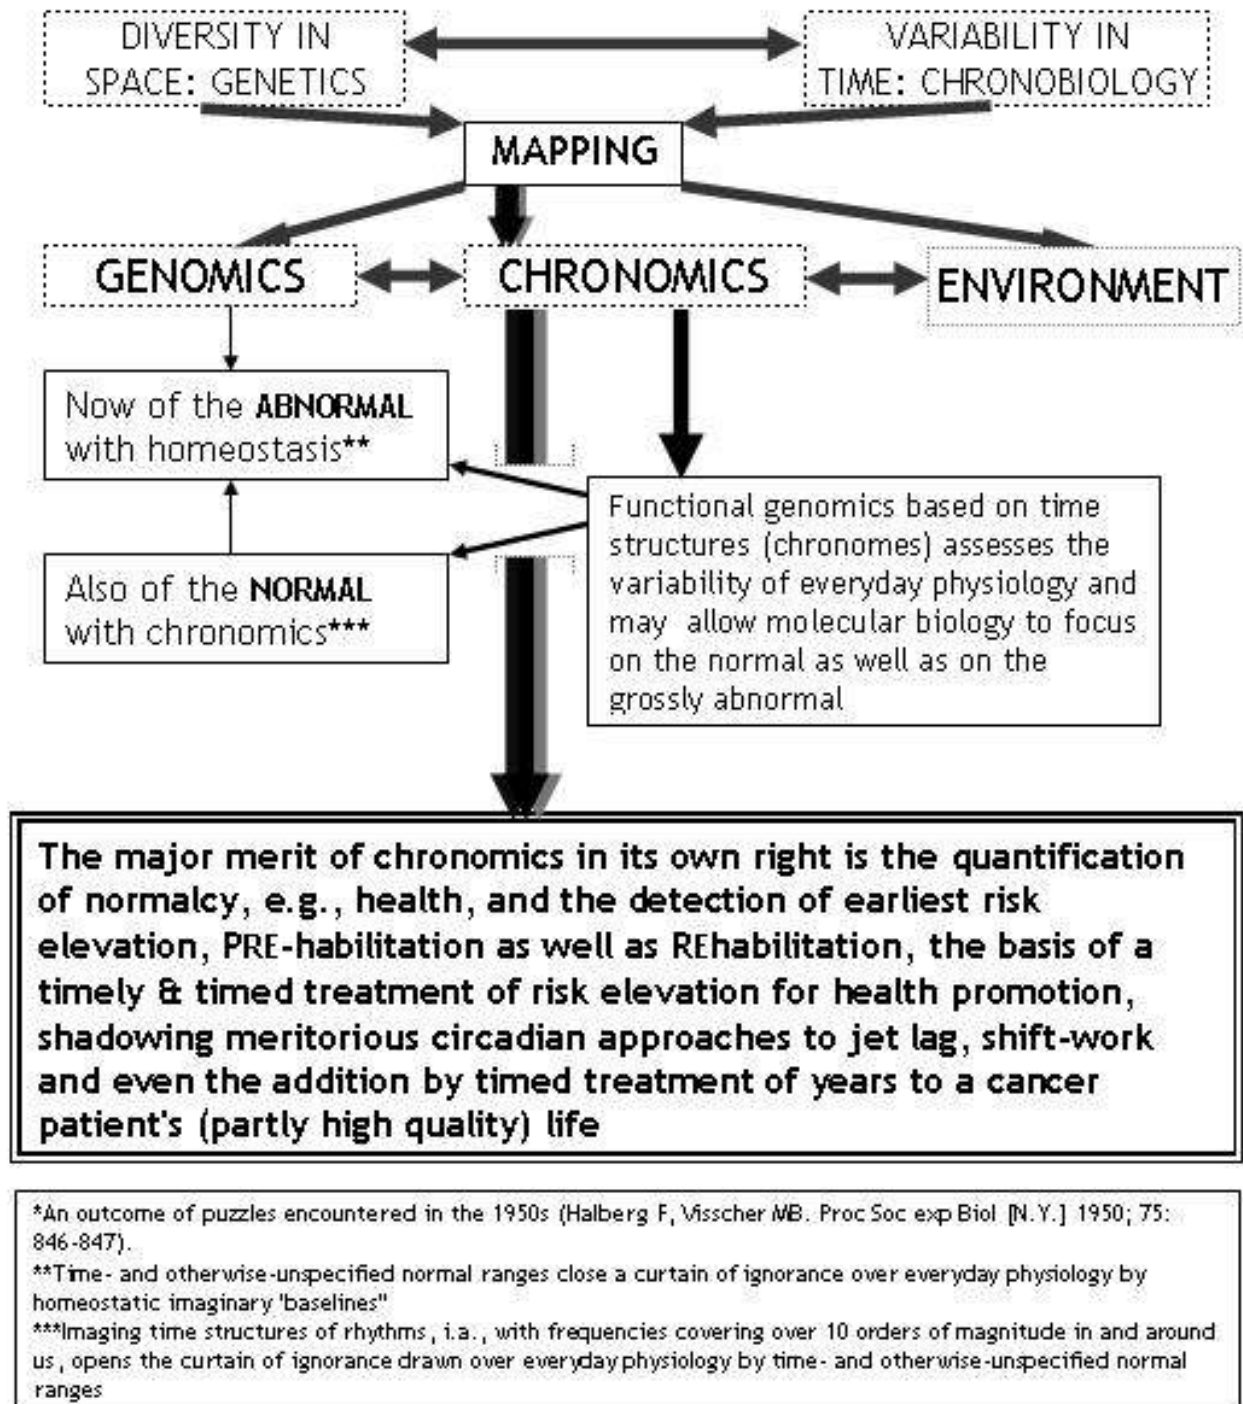 DIVERSITY IN
SPACE: GENETICS
VARIABILITY IN
TIME: CHRONOBIOLOGY
MAPPING
GENOMICS
CHRONOMICS
ENVIRONMENT
Now of the ABNORMAL
with homeostasis**
Also of the NORMAL
with chronomics***
Functional genomics based on time
structures (chronomes) assesses the
variability of everyday physiology and
may allow molecular biology to focus
on the normal as well as on the
grossly abnormal
The major merit of chronomics in its own right is the quantification
of normalcy, e.g., health, and the detection of earliest risk
elevation, PRE-habilitation as well as REhabilitation, the basis of a
timely & timed treatment of risk elevation for health promotion,
shadowing meritorious circadian approaches to jet lag, shift-work
and even the addition by timed treatment of years to a cancer
patient's (partly high quality) life
*An outcome of puzzles encountered in the 1950s (Halberg F, Visscher MB. Proc Soc exp Biol [N.Y.] 1950; 75:
846-847).
**Time- and otherwise-unspecified normal ranges close a curtain of ignorance over everyday physiology by
homeostatic imaginary "baselines"
***Imaging time structures of rhythms, i.a., with frequencies covering over 10 orders of magnitude in and around
us, opens the curtain of ignorance drawn over everyday physiology by time- and otherwise-unspecified normal
ranges